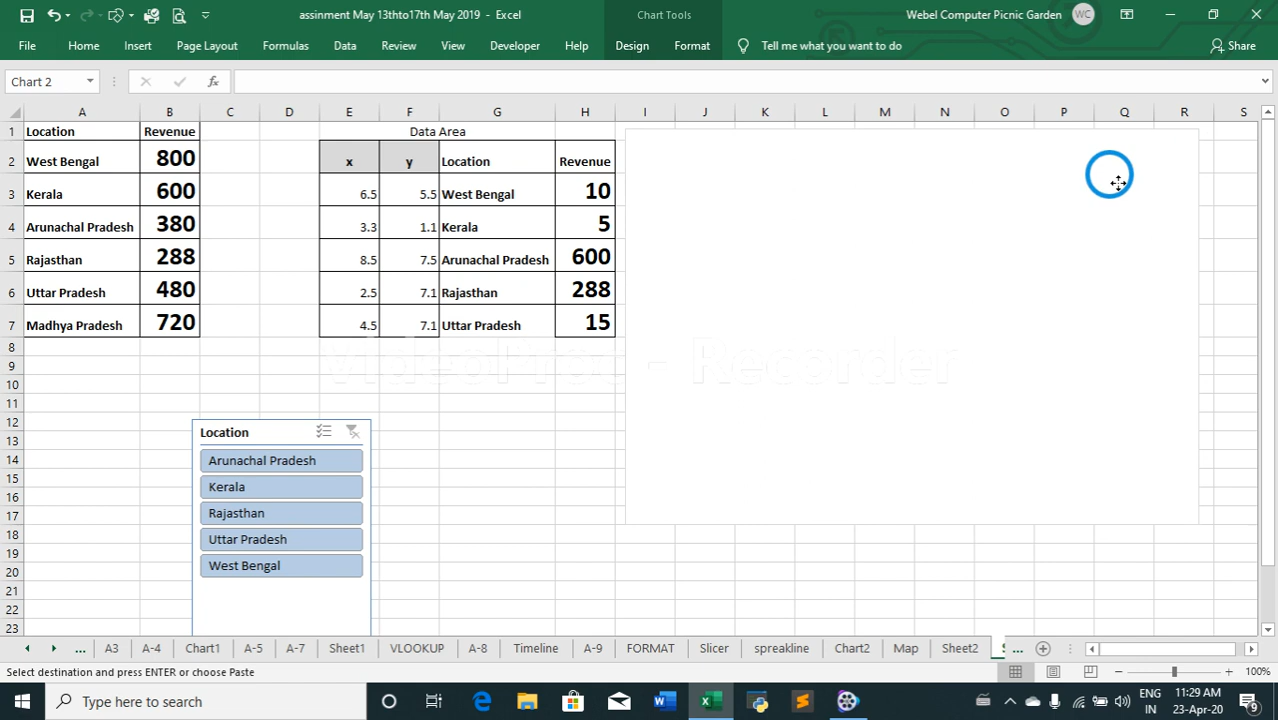 assinment May 13thto17th May 2019 - Excel
Chart Tools
Webel Computer Picnic Garden
WC
File
Home
Insert
Page Layout
Formulas
Data
Review
View
Developer
Help
Design
Format
Tell me what you want to do
Share
Chart 2
fx
A B C D E F G H I J K L M N O P Q R S
1 Location Revenue Data Area
2 West Bengal 800 x y Location Revenue
3 Kerala 600 6.5 5.5 West Bengal 10
4 Arunachal Pradesh 380 3.3 1.1 Kerala 5
5 Rajasthan 288 8.5 7.5 Arunachal Pradesh 600
6 Uttar Pradesh 480 2.5 7.1 Rajasthan 288
7 Madhya Pradesh 720 4.5 7.1 Uttar Pradesh 15
8
VideoProc - Recorder
9
10
11
12
Location
13
14
Arunachal Pradesh
15
Kerala
16
17
Rajasthan
18
Uttar Pradesh
19
20
West Bengal
21
22
23
... A3 A-4 Chart1 A-5 A-7 Sheet1 VLOOKUP A-8 Timeline A-9 FORMAT Slicer spreakline Chart2 Map Sheet2 ...
Select destination and press ENTER or choose Paste
100%
Type here to search
ENG
IN
11:29 AM
23-Apr-20
9